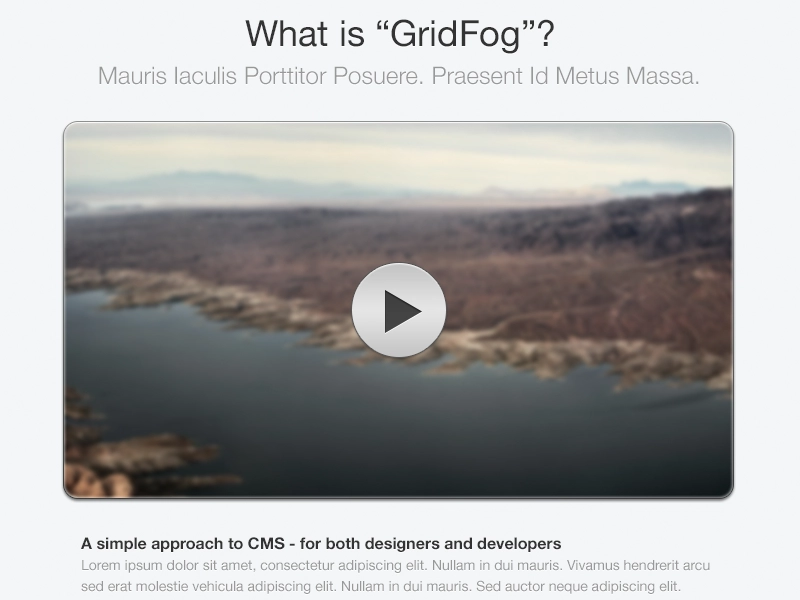 What is “GridFog”?
Mauris Iaculis Porttitor Posuere. Praesent Id Metus Massa.
A simple approach to CMS - for both designers and developers
Lorem ipsum dolor sit amet, consectetur adipiscing elit. Nullam in dui mauris. Vivamus hendrerit arcu
sed erat molestie vehicula adipiscing elit. Nullam in dui mauris. Sed auctor neque adipiscing elit.